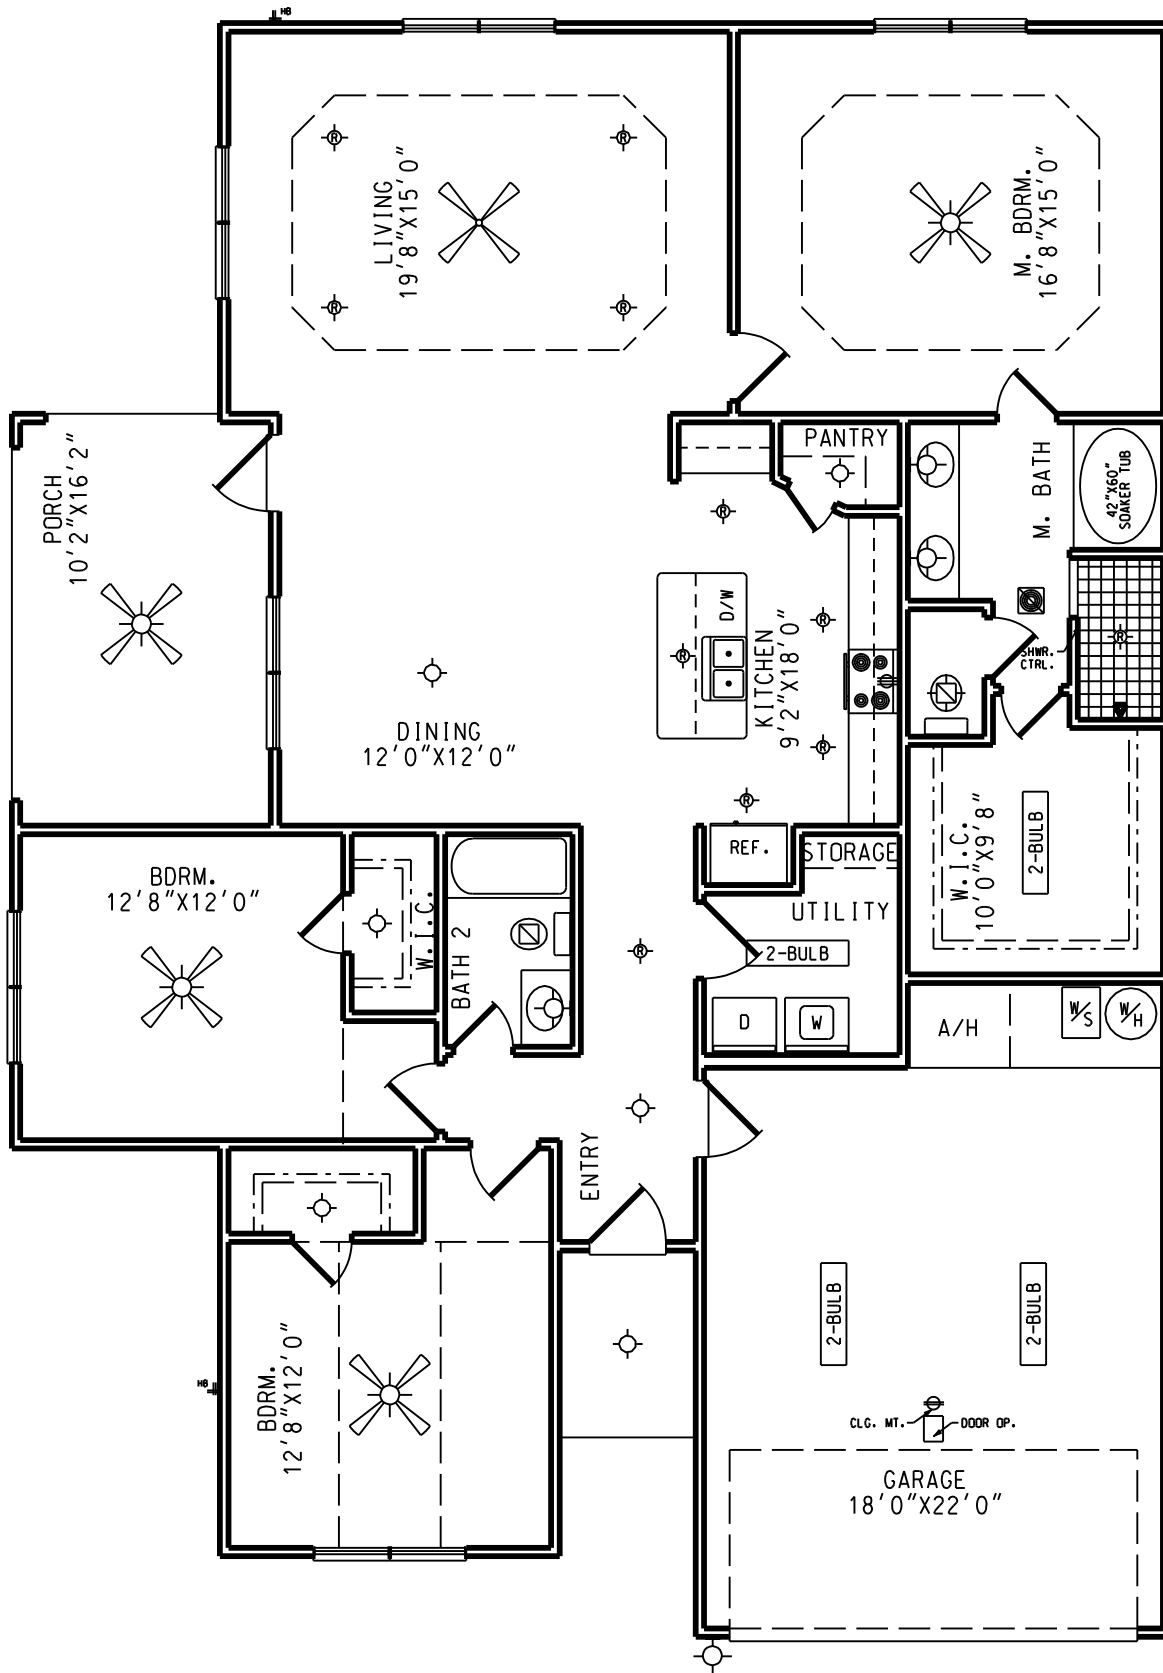 HB
LIVING
19'8"X15'0"
M. BDRM.
16'8"X15'0"
R
R
R
R
PORCH
10'2"X16'2"
PANTRY
M. BATH
42"X60"
SOAKER TUB
R
D/W
R
R
KITCHEN
9'2"X18'0"
R
SHWR.
CTRL.
DINING
12'0"X12'0"
R
R
REF.
STORAGE
W.I.C.
10'0"X9'8"
2-BULB
BDRM.
12'8"X12'0"
W.I.C.
BATH 2
R
UTILITY
2-BULB
D
W
A/H
W/S
W/H
ENTRY
BDRM.
12'8"X12'0"
HB
2-BULB
2-BULB
CLG. MT.
DOOR OP.
GARAGE
18'0"X22'0"